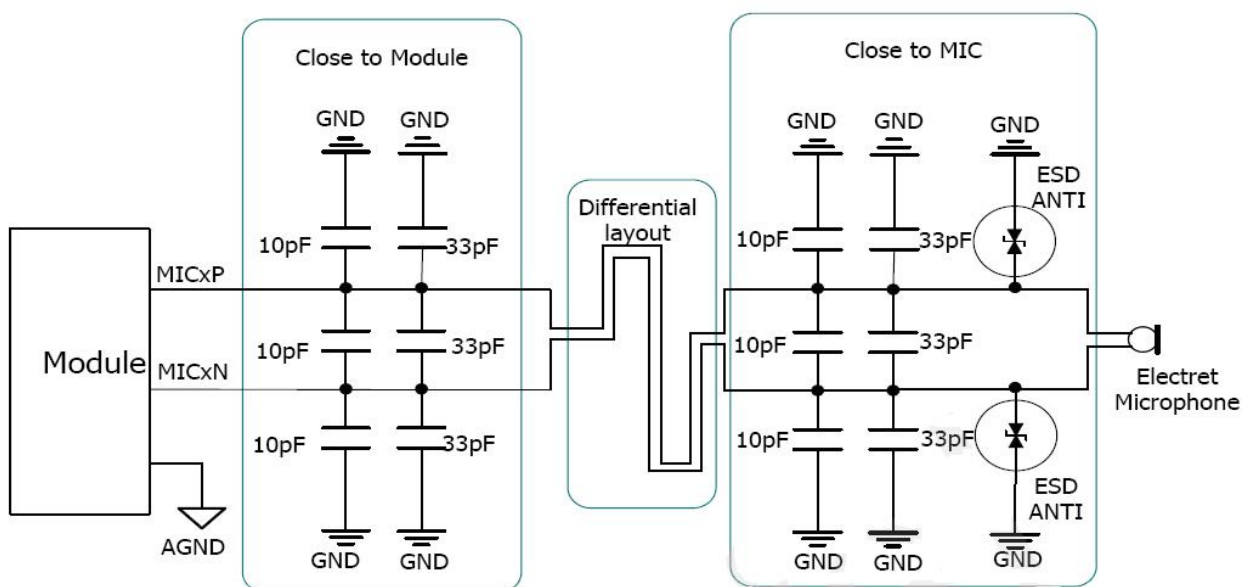 Close to Module
Close to MIC
GND
GND
GND
GND
GND
ESD
ANTI
Differential
layout
10pF
33pF
10pF
33pF
MICxP
10pF
33pF
10pF
33pF
Module
MICxN
Electret
Microphone
10pF
33pF
10pF
33pF
ESD
ANTI
AGND
GND
GND
GND
GND
GND